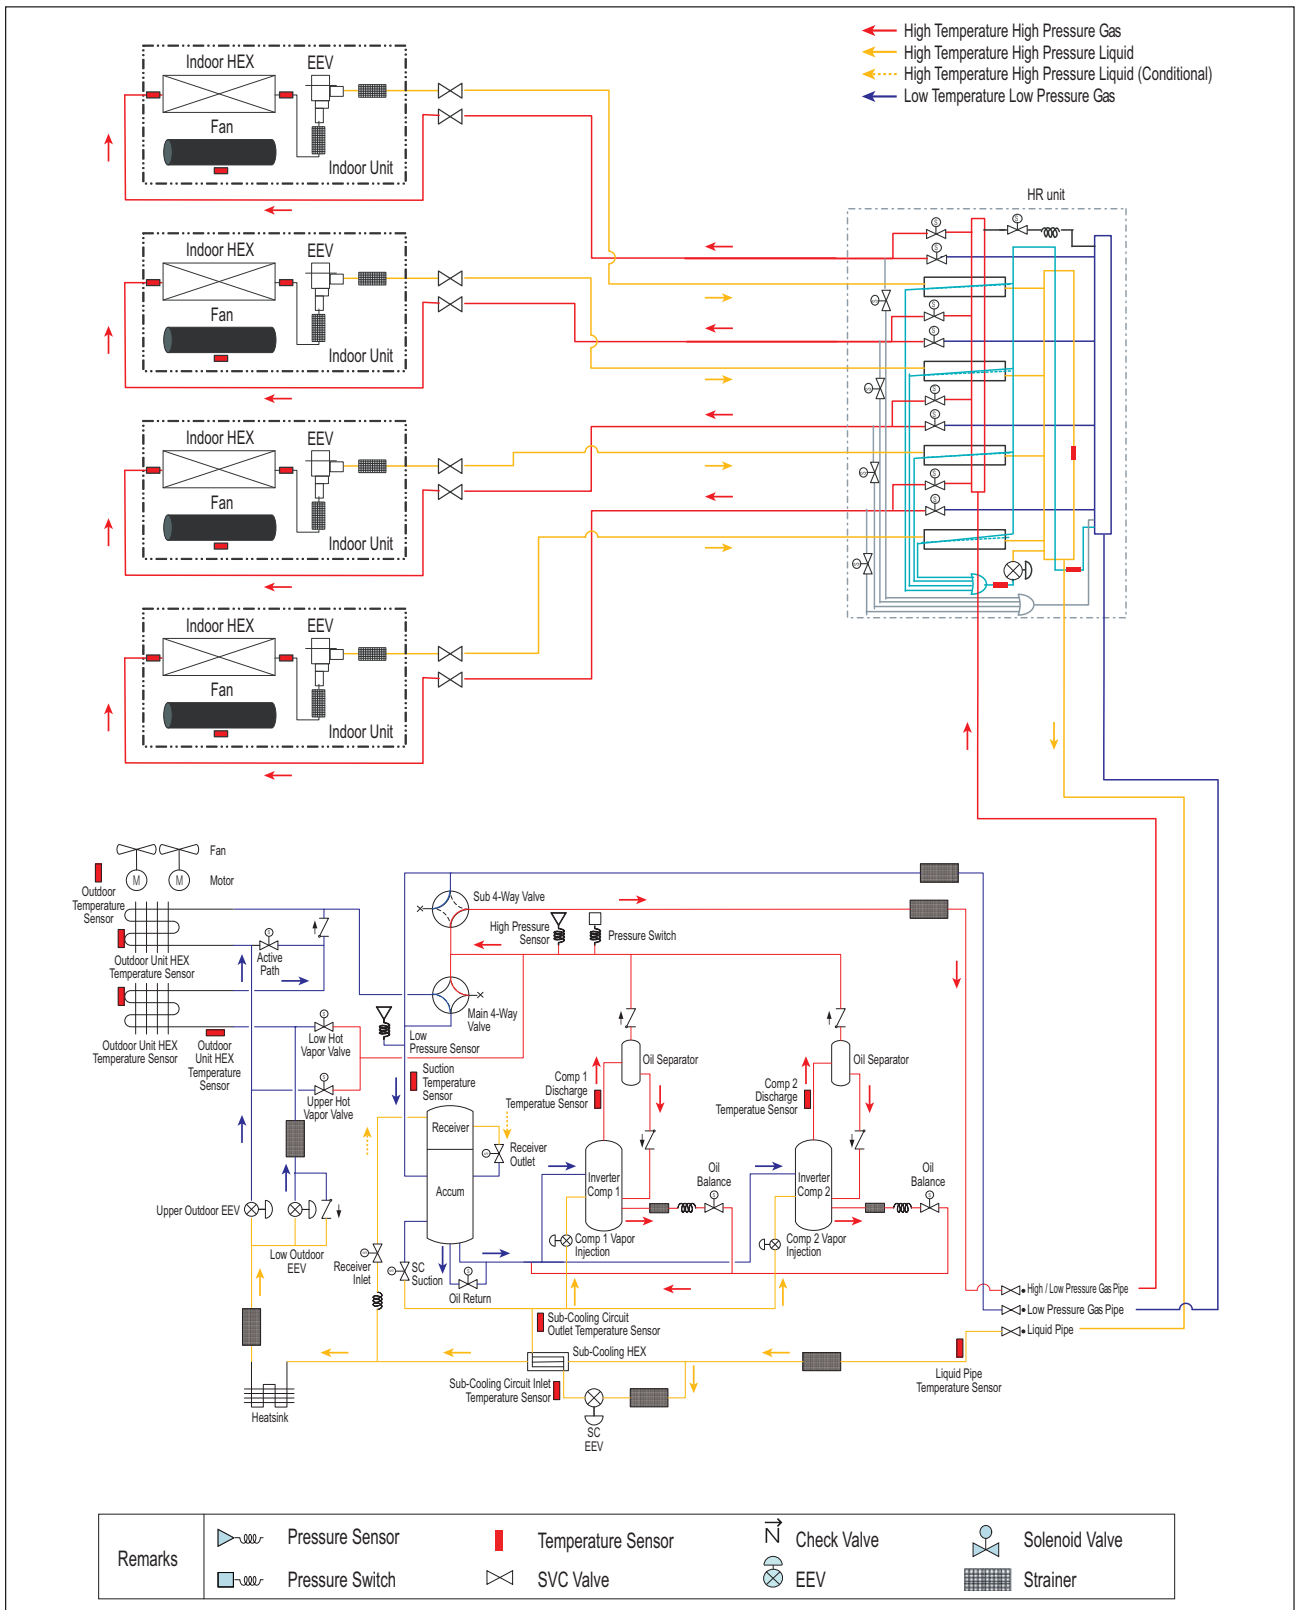 High Temperature High Pressure Gas
High Temperature High Pressure Liquid
High Temperature High Pressure Liquid (Conditional)
Low Temperature Low Pressure Gas
Indoor HEX
EEV
Fan
Indoor Unit
HR unit
S
S
S
S
S
S
S
S
S
S
S
S
S
Indoor HEX
EEV
Fan
Indoor Unit
Indoor HEX
EEV
Fan
Indoor Unit
Indoor HEX
EEV
Fan
Indoor Unit
Fan
Motor
M
M
Outdoor
Temperature
Sensor
Outdoor Unit HEX
Temperature Sensor
S
Active
Path
Sub 4-Way Valve
High Pressure
Sensor
Pressure Switch
Main 4-Way
Valve
Low
Pressure Sensor
Outdoor Unit HEX
Temperature Sensor
Outdoor
Unit HEX
Temperature
Sensor
S
Low Hot
Vapor Valve
S
Upper Hot
Vapor Valve
Suction
Temperature
Sensor
Oil Separator
Oil Separator
Comp 1
Discharge
Temperatue Sensor
Comp 2
Discharge
Temperatue Sensor
Receiver
S
Receiver
Outlet
Accum
Inverter
Comp 1
Inverter
Comp 2
Oil
Balance
S
Oil
Balance
S
Upper Outdoor EEV
Low Outdoor
EEV
S
Receiver
Inlet
S
SC
Suction
S
Oil Return
Comp 1 Vapor
Injection
Comp 2 Vapor
Injection
High / Low Pressure Gas Pipe
Low Pressure Gas Pipe
Liquid Pipe
Sub-Cooling Circuit
Outlet Temperature Sensor
Sub-Cooling HEX
Sub-Cooling Circuit Inlet
Temperature Sensor
SC
EEV
Liquid Pipe
Temperature Sensor
Heatsink
Remarks
Pressure Sensor
Temperature Sensor
Check Valve
Solenoid Valve
Pressure Switch
SVC Valve
EEV
Strainer